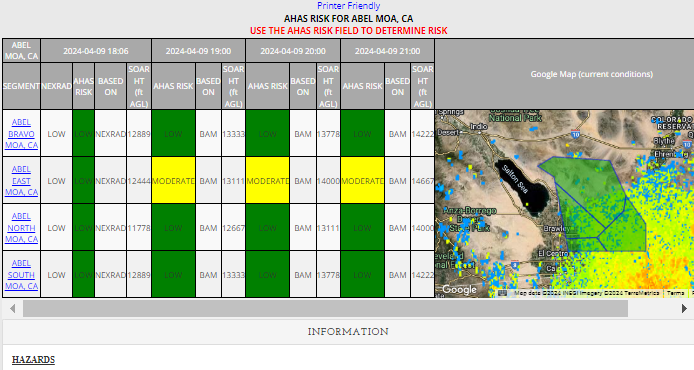 Printer Friendly
AHAS RISK FOR ABEL MOA, CA
USE THE AHAS RISK FIELD TO DETERMINE RISK
ABEL MOA, CA 2024-04-09 18:06 2024-04-09 19:00 2024-04-09 20:00 2024-04-09 21:00 Google Map (current conditions)
SEGMENT NEXRAD AHAS RISK BASED ON SOAR HT (ft AGL) AHAS RISK BASED ON SOAR HT (ft AGL) AHAS RISK BASED ON SOAR HT (ft AGL) AHAS RISK BASED ON SOAR HT (ft AGL)
ABEL BRAVO MOA, CA LOW LOW NEXRAD 12889 LOW BAM 13333 LOW BAM 13778 LOW BAM 14222
ABEL EAST MOA, CA LOW LOW NEXRAD 12444 MODERATE BAM 13111 MODERATE BAM 14000 MODERATE BAM 14667
ABEL NORTH MOA, CA LOW LOW NEXRAD 11778 LOW BAM 12667 LOW BAM 13111 LOW BAM 14000
ABEL SOUTH MOA, CA LOW LOW NEXRAD 12889 LOW BAM 13333 LOW BAM 13778 LOW BAM 14222
Springs
National Park
Indio
Desert
10
COLORADO
RESERVA
Blythe
Ehrent
10
Salton Sea
Anza-Borrego
State Park
Brawley
El Centro
Google
Map data ©2024 INEGI Imagery ©2024 TerraMetrics Terms
INFORMATION
HAZARDS